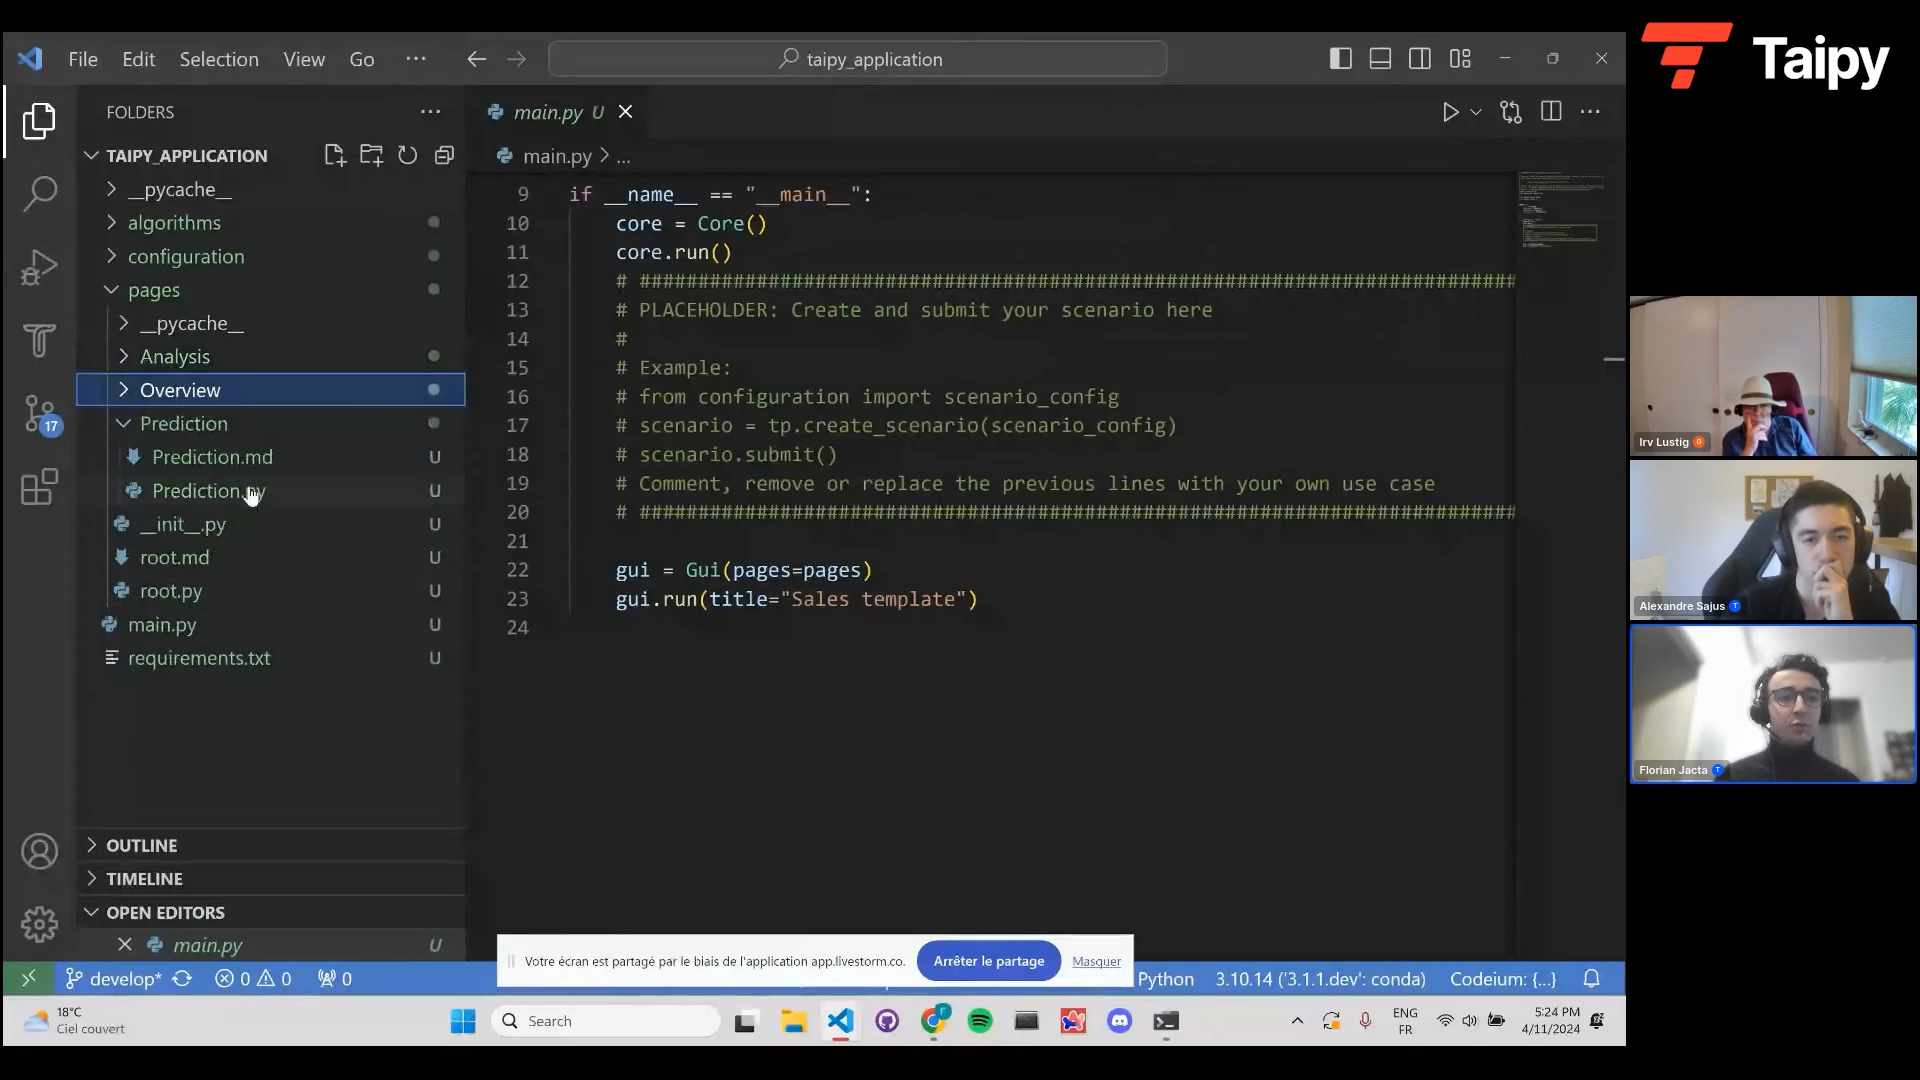 File Edit Selection View Go ···
taipy_application
Taipy
FOLDERS ···
TAIPY_APPLICATION
__pycache__
algorithms
configuration
pages
__pycache__
Analysis
Overview
Prediction
Prediction.md U
Prediction.py U
__init__.py U
root.md U
root.py U
main.py U
requirements.txt U
OUTLINE
TIMELINE
OPEN EDITORS
main.py U
17
main.py U
main.py > ...
9 if __name__ == "__main__":
10 core = Core()
11 core.run()
12 # ###########################################################################
13 # PLACEHOLDER: Create and submit your scenario here
14 #
15 # Example:
16 # from configuration import scenario_config
17 # scenario = tp.create_scenario(scenario_config)
18 # scenario.submit()
19 # Comment, remove or replace the previous lines with your own use case
20 # ###########################################################################
21
22 gui = Gui(pages=pages)
23 gui.run(title="Sales template")
24
Irv Lustig G
Alexandre Sajus T
Florian Jacta T
Votre écran est partagé par le biais de l'application app.livestorm.co. Arrêter le partage Masquer
develop* 0 0 0 Python 3.10.14 ('3.1.1.dev': conda) Codeium: {...}
18°C
Ciel couvert
Search
F
ENG
FR
5:24 PM
4/11/2024